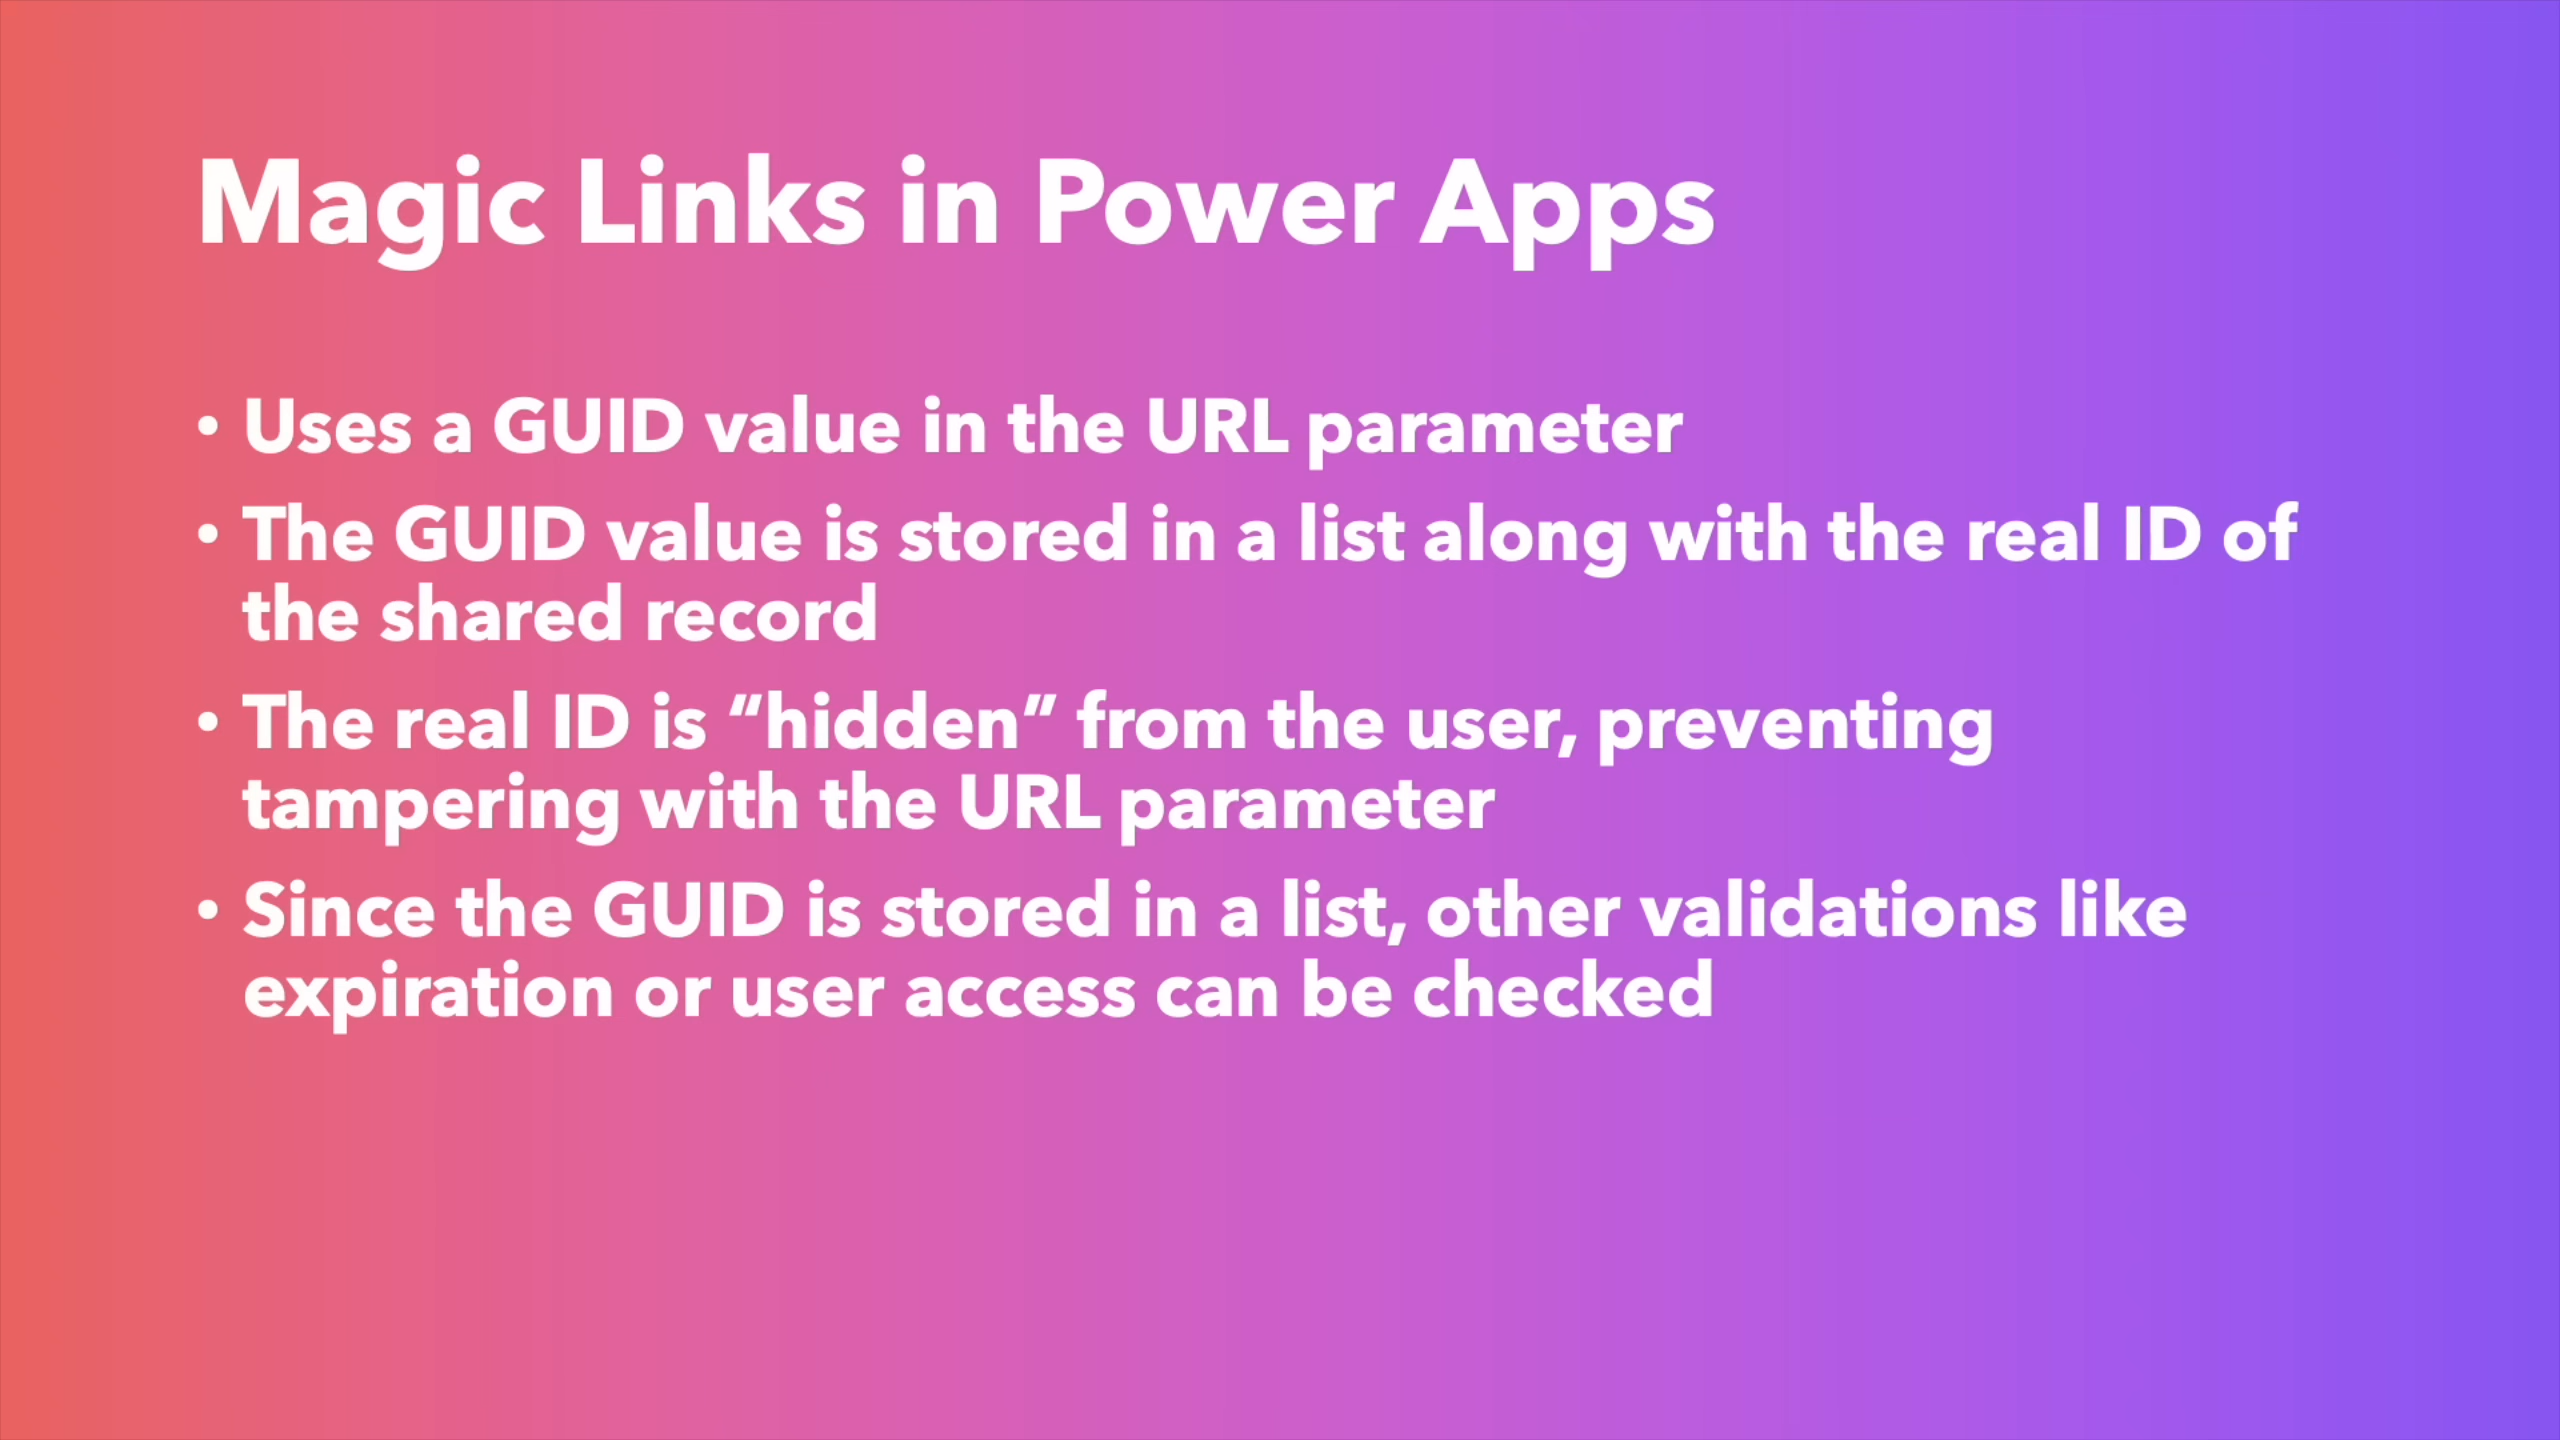 Magic Links in Power Apps
• Uses a GUID value in the URL parameter
• The GUID value is stored in a list along with the real ID of
the shared record
• The real ID is “hidden” from the user, preventing
tampering with the URL parameter
• Since the GUID is stored in a list, other validations like
expiration or user access can be checked